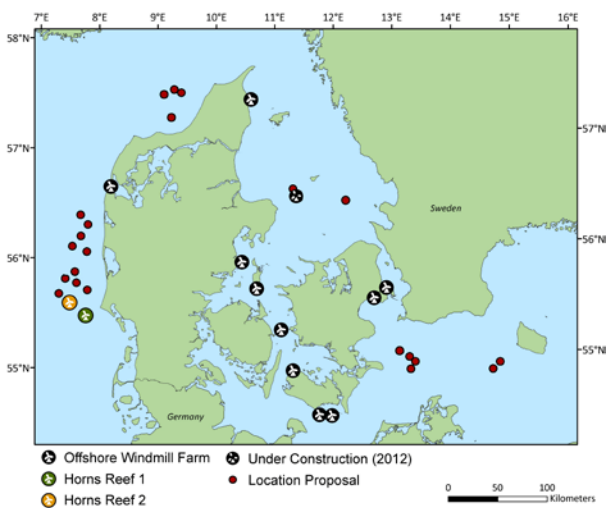 7°E 8°E 9°E 10°E 11°E 12°E 13°E 14°E 15°E 16°E
58°N
57°N
57°N
Sweden
56°N
56°N
55°N
55°N
Germany
Offshore Windmill Farm
Under Construction (2012)
Horns Reef 1
Location Proposal
Horns Reef 2
0 50 100
Kilometers